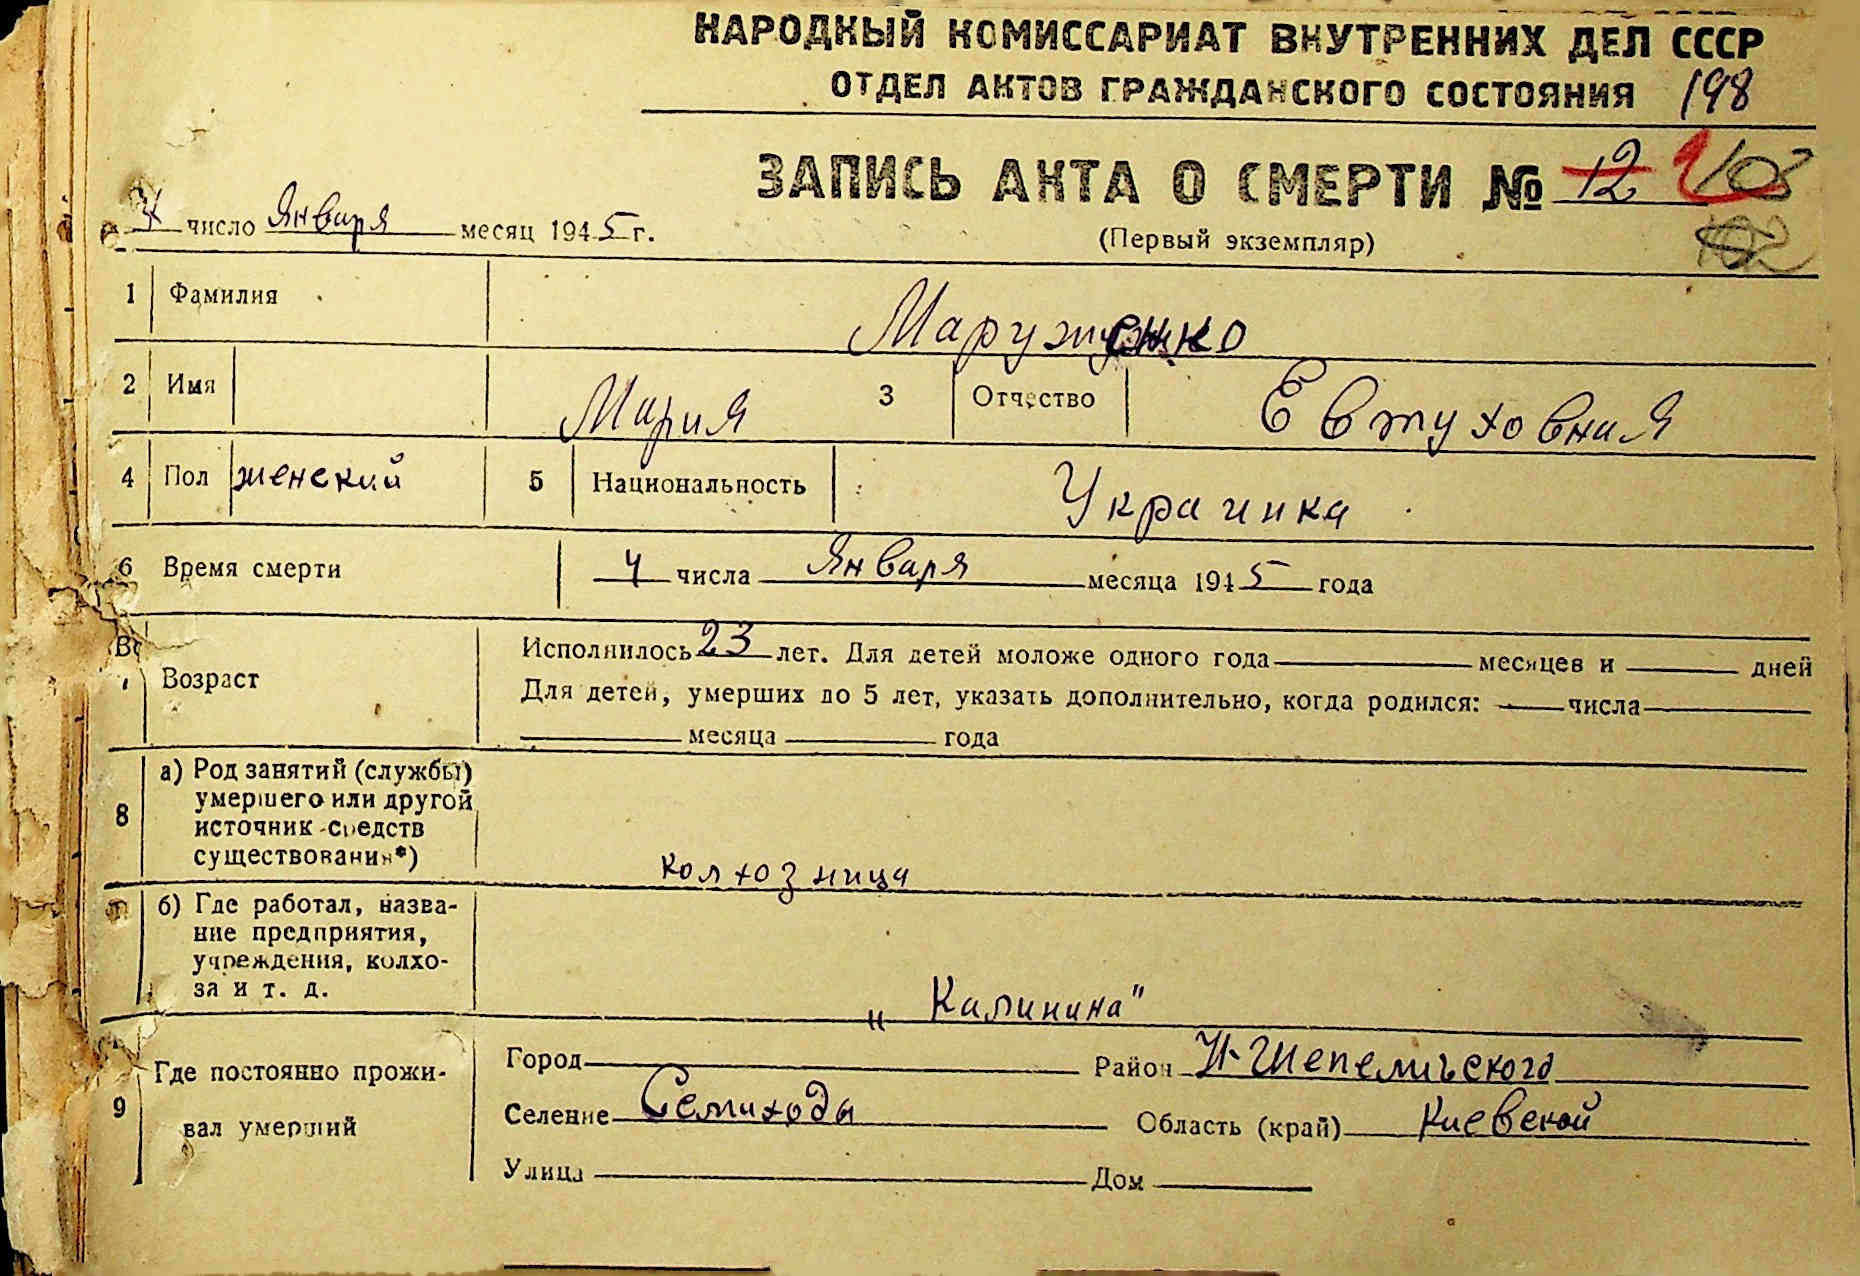 НАРОДНЫЙ КОМИССАРИАТ ВНУТРЕННИХ ДЕЛ СССР
ОТДЕЛ АКТОВ ГРАЖДАНСКОГО СОСТОЯНИЯ 198
ЗАПИСЬ АКТА О СМЕРТИ № 12 103
102
4 число Января месяц 1945 г.
(Первый экземпляр)
1 Фамилия Марущенко
2 Имя Мария 3 Отчество Евтуховния
4 Пол женский 5 Национальность Украинка
6 Время смерти 4 числа Января месяца 1945 года
7 Возраст Исполнилось 23 лет. Для детей моложе одного года месяцев и дней
Для детей, умерших до 5 лет, указать дополнительно, когда родился: числа
месяца года
8 а) Род занятий (службы)
умершего или другой
источник средств
существования*) колхозница
б) Где работал, назва-
ние предприятия,
учреждения, колхо-
за и т. д. „Калинина"
9 Где постоянно прожи-
вал умерший
Город Район Н-Шепеличского
Селение Семиходы Область (край) Киевской
Улица Дом